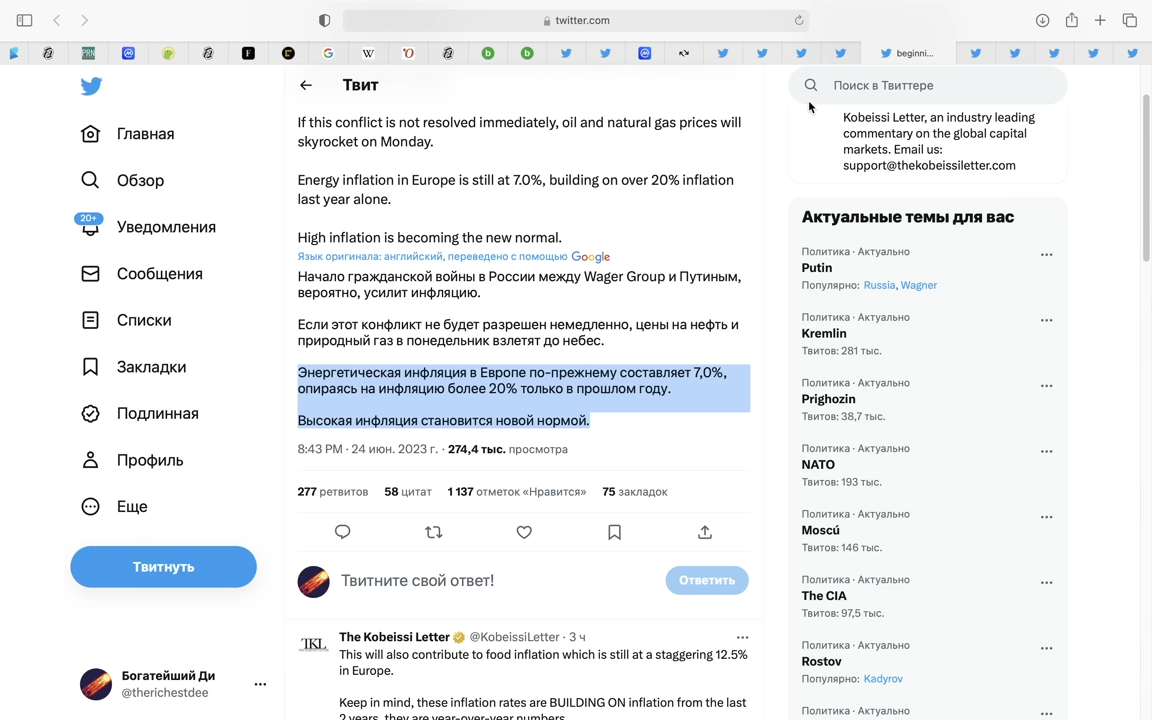 twitter.com
beginni...
Твит
Поиск в Твиттере
Главная
Обзор
20+
Уведомления
Сообщения
Списки
Закладки
Подлинная
Профиль
Еще
Твитнуть
Богатейший Ди
@therichestdee
If this conflict is not resolved immediately, oil and natural gas prices will
skyrocket on Monday.
Energy inflation in Europe is still at 7.0%, building on over 20% inflation
last year alone.
High inflation is becoming the new normal.
Язык оригинала: английский, переведено с помощью Google
Начало гражданской войны в России между Wager Group и Путиным,
вероятно, усилит инфляцию.
Если этот конфликт не будет разрешен немедленно, цены на нефть и
природный газ в понедельник взлетят до небес.
Энергетическая инфляция в Европе по-прежнему составляет 7,0%,
опираясь на инфляцию более 20% только в прошлом году.
Высокая инфляция становится новой нормой.
8:43 PM · 24 июн. 2023 г. · 274,4 тыс. просмотра
277 ретвитов 58 цитат 1 137 отметок «Нравится» 75 закладок
Твитните свой ответ!
Ответить
TKL
The Kobeissi Letter @KobeissiLetter · 3 ч
This will also contribute to food inflation which is still at a staggering 12.5%
in Europe.
Keep in mind, these inflation rates are BUILDING ON inflation from the last
2 years, they are year-over-year numbers.
Kobeissi Letter, an industry leading
commentary on the global capital
markets. Email us:
support@thekobeissiletter.com
Актуальные темы для вас
Политика · Актуально
Putin
Популярно: Russia, Wagner
Политика · Актуально
Kremlin
Твитов: 281 тыс.
Политика · Актуально
Prighozin
Твитов: 38,7 тыс.
Политика · Актуально
NATO
Твитов: 193 тыс.
Политика · Актуально
Moscú
Твитов: 146 тыс.
Политика · Актуально
The CIA
Твитов: 97,5 тыс.
Политика · Актуально
Rostov
Популярно: Kadyrov
Политика · Актуально